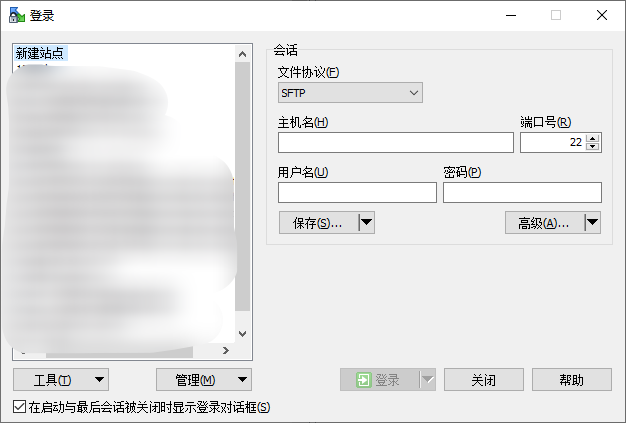 登录
新建站点
会话
文件协议(F)
SFTP
主机名(H) 端口号(R)
22
用户名(U) 密码(P)
保存(S)... 高级(A)...
工具(T) 管理(M) 登录 关闭 帮助
在启动与最后会话被关闭时显示登录对话框(S)